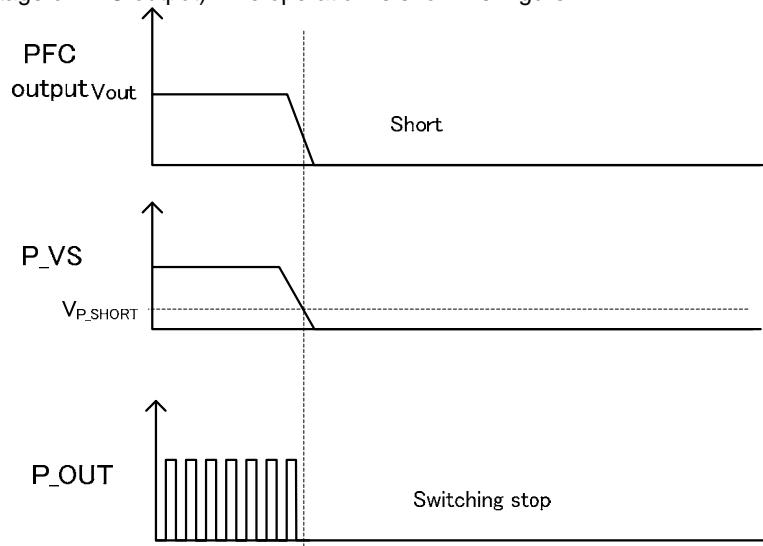 PFC
output Vout
Short
P_VS
VP_SHORT
P_OUT
Switching stop